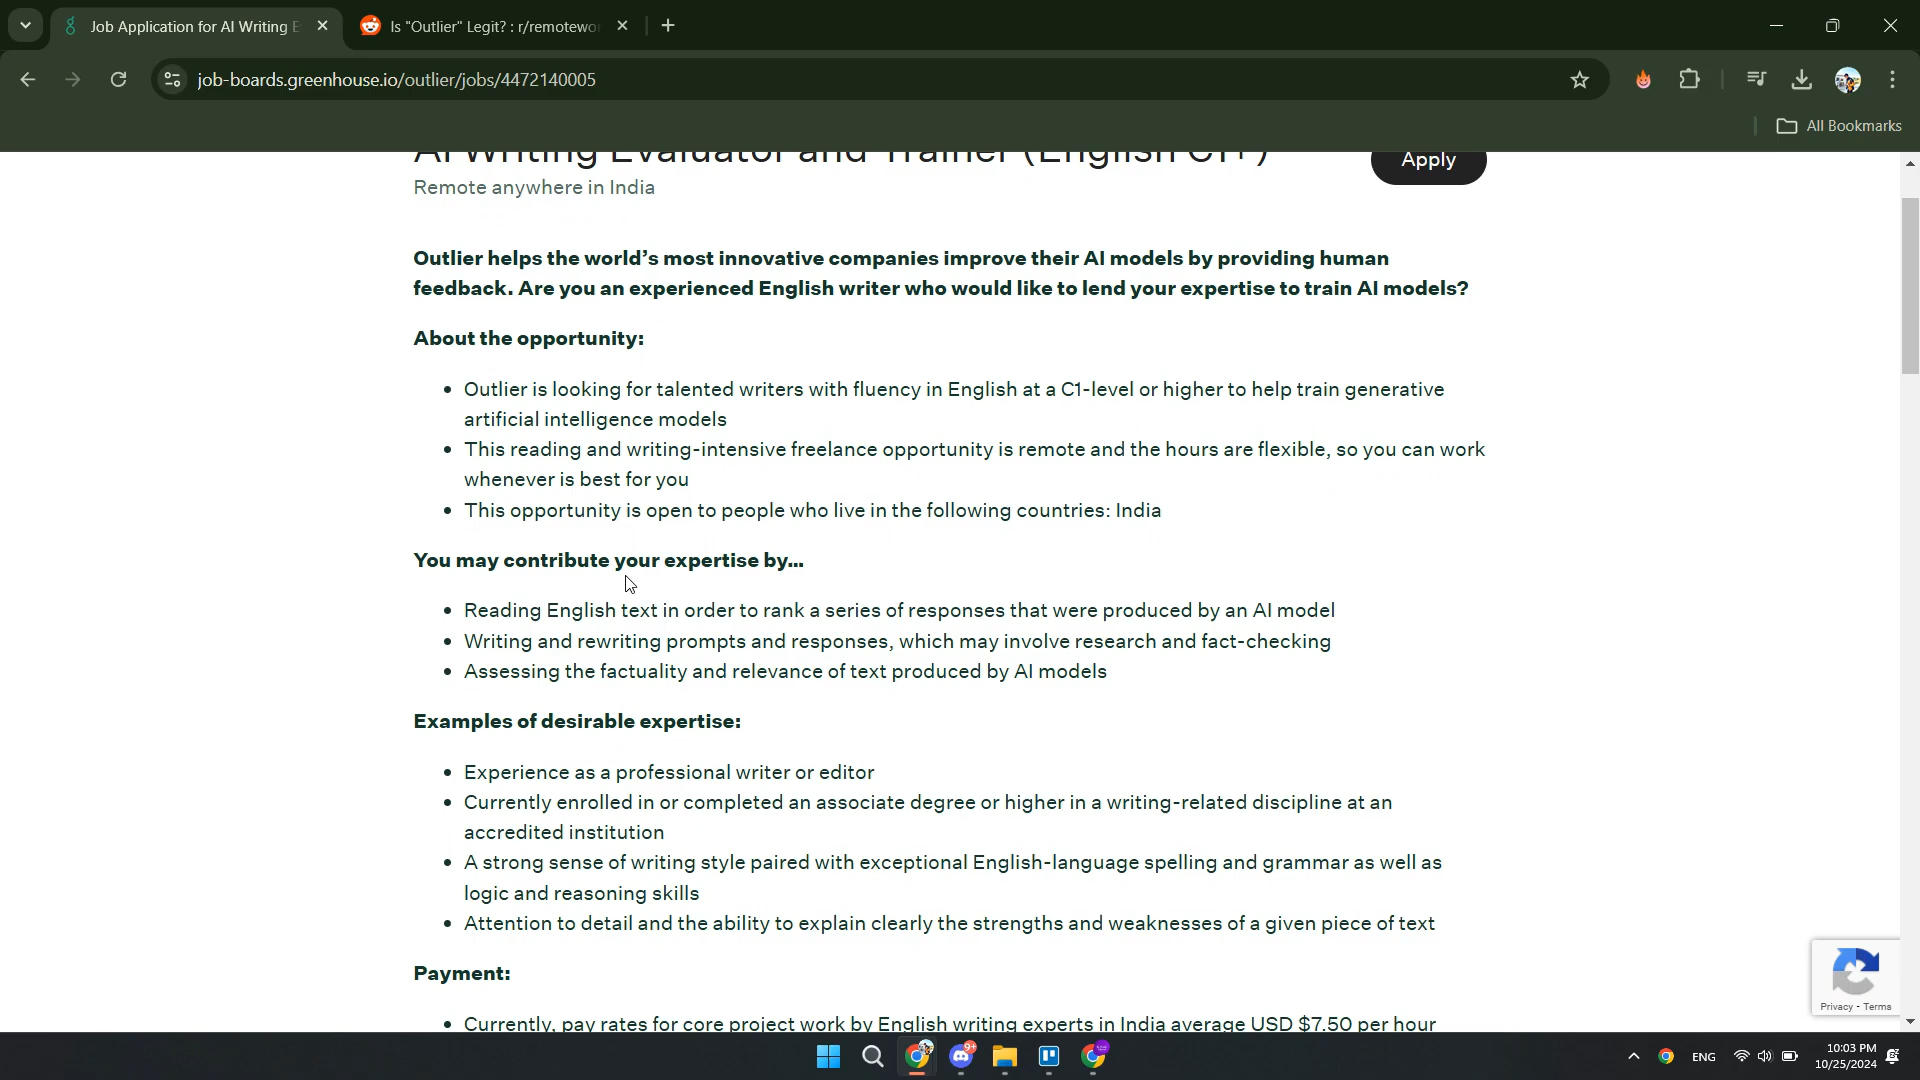 Job Application for AI Writing E
Is "Outlier" Legit? : r/remotewo
job-boards.greenhouse.io/outlier/jobs/4472140005
All Bookmarks
AI Writing Evaluator and Trainer (English C1+)
Apply
Remote anywhere in India
Outlier helps the world’s most innovative companies improve their AI models by providing human
feedback. Are you an experienced English writer who would like to lend your expertise to train AI models?
About the opportunity:
• Outlier is looking for talented writers with fluency in English at a C1-level or higher to help train generative
artificial intelligence models
• This reading and writing-intensive freelance opportunity is remote and the hours are flexible, so you can work
whenever is best for you
• This opportunity is open to people who live in the following countries: India
You may contribute your expertise by...
• Reading English text in order to rank a series of responses that were produced by an AI model
• Writing and rewriting prompts and responses, which may involve research and fact-checking
• Assessing the factuality and relevance of text produced by AI models
Examples of desirable expertise:
• Experience as a professional writer or editor
• Currently enrolled in or completed an associate degree or higher in a writing-related discipline at an
accredited institution
• A strong sense of writing style paired with exceptional English-language spelling and grammar as well as
logic and reasoning skills
• Attention to detail and the ability to explain clearly the strengths and weaknesses of a given piece of text
Payment:
• Currently, pay rates for core project work by English writing experts in India average USD $7.50 per hour
Privacy - Terms
9+
ENG
10:03 PM
10/25/2024